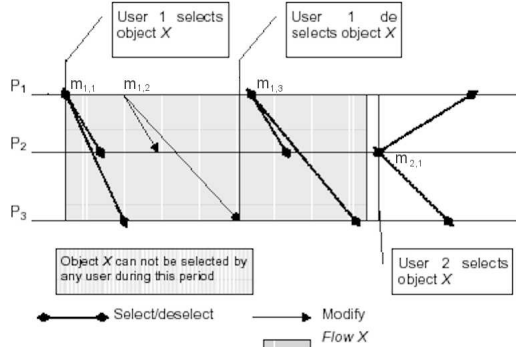 User 1 selects
object X
User 1 de
selects object X
P1
m1,1
m1,2
m1,3
P2
m2,1
P3
Object X can not be selected by
any user during this period
User 2 selects
object X
Select/deselect
Modify
Flow X